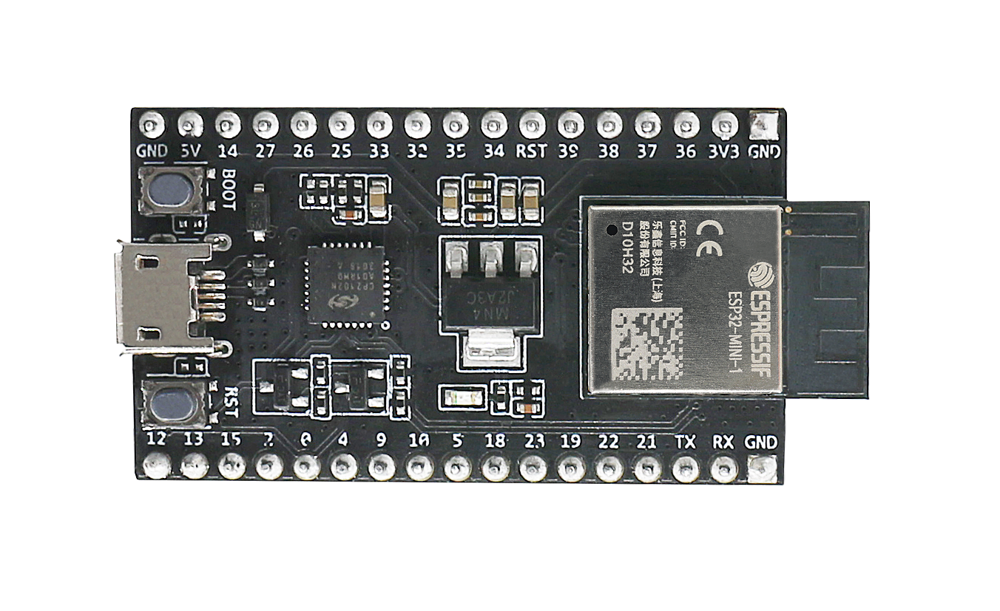 GND 5V 14 27 26 25 33 32 35 34 RST 39 38 37 36 3V3 GND
BOOT
CE
FCC ID:
CMIIT ID:
乐鑫信息科技(上海)
股份有限公司
D10H32
ESPRESSIF
ESP32-MINI-1
CP2102N
A01RM0
MN4
J2A3C
RST
12 13 15 2 0 4 9 10 5 18 23 19 22 21 TX RX GND